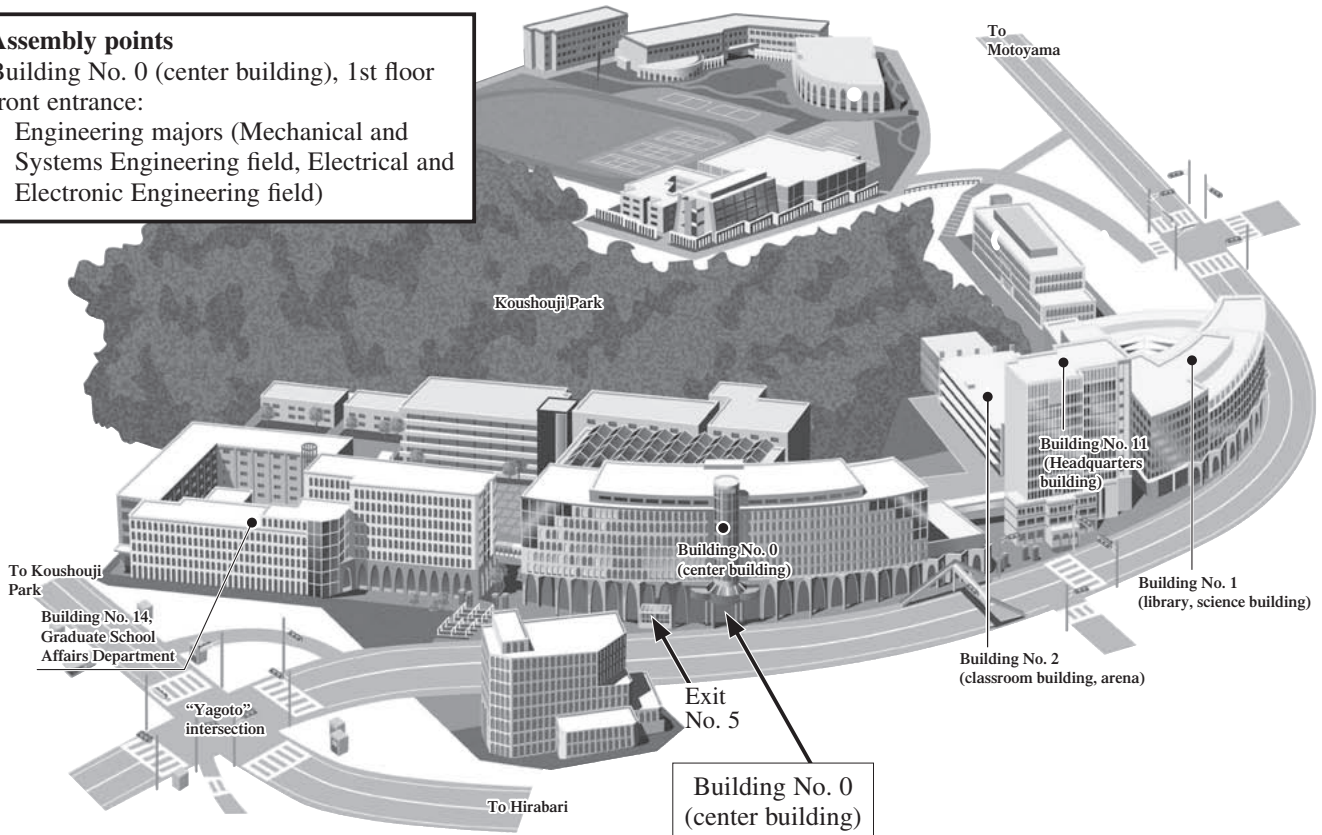 Assembly points
Building No. 0 (center building), 1st floor
front entrance:
Engineering majors (Mechanical and
Systems Engineering field, Electrical and
Electronic Engineering field)
To
Motoyama
Koushouji Park
Building No. 11
(Headquarters
building)
Building No. 0
(center building)
To Koushouji
Park
Building No. 14,
Graduate School
Affairs Department
Building No. 1
(library, science building)
Building No. 2
(classroom building, arena)
Exit
No. 5
“Yagoto”
intersection
Building No. 0
(center building)
To Hirabari